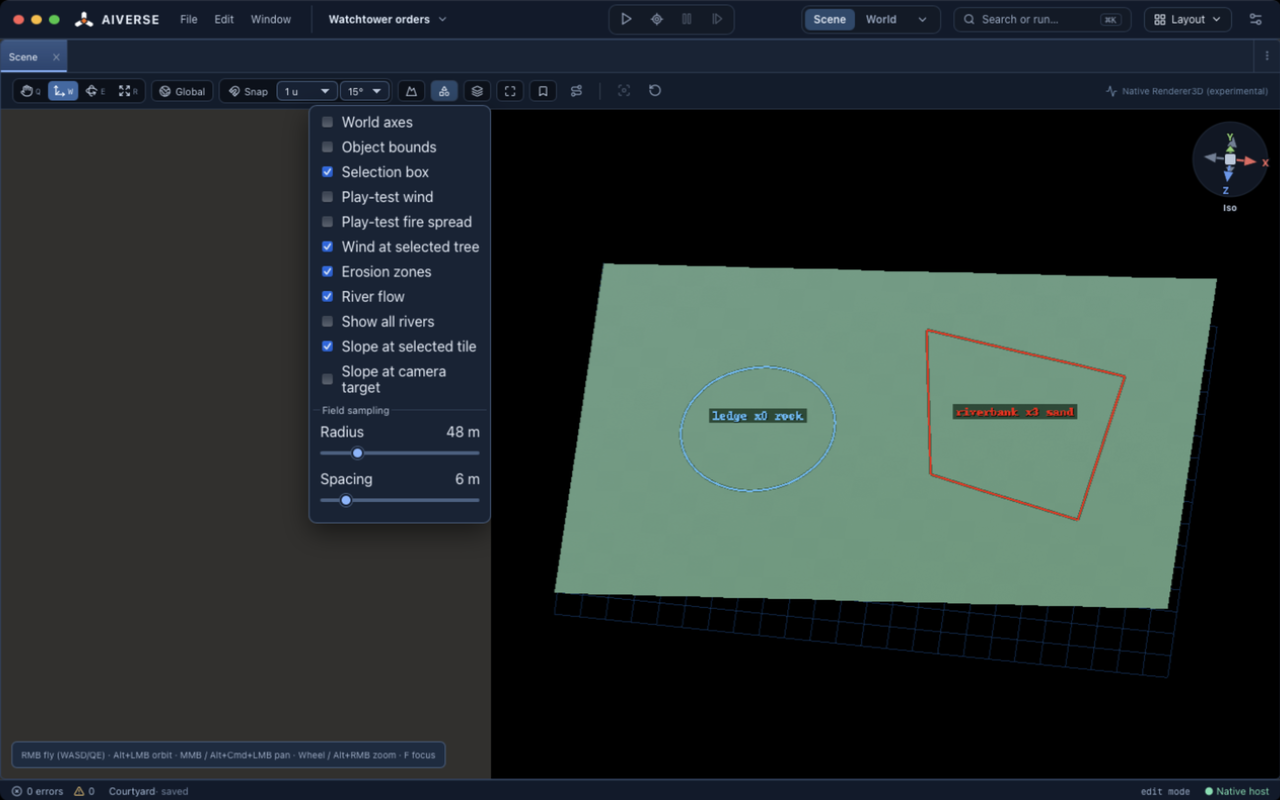 AIVERSE File Edit Window Watchtower orders Scene World Search or run... ⌘K Layout
Scene
Q W E R Global Snap 1 u 15° Native Renderer3D (experimental)
World axes
Object bounds
Selection box
Play-test wind
Play-test fire spread
Wind at selected tree
Erosion zones
River flow
Show all rivers
Slope at selected tile
Slope at camera
target
Field sampling
Radius 48 m
Spacing 6 m
Y
X
Z
Iso
ledge x0 rock
riverbank x3 sand
RMB fly (WASD/QE) · Alt+LMB orbit · MMB / Alt+Cmd+LMB pan · Wheel / Alt+RMB zoom · F focus
0 errors 0 Courtyard · saved edit mode Native host